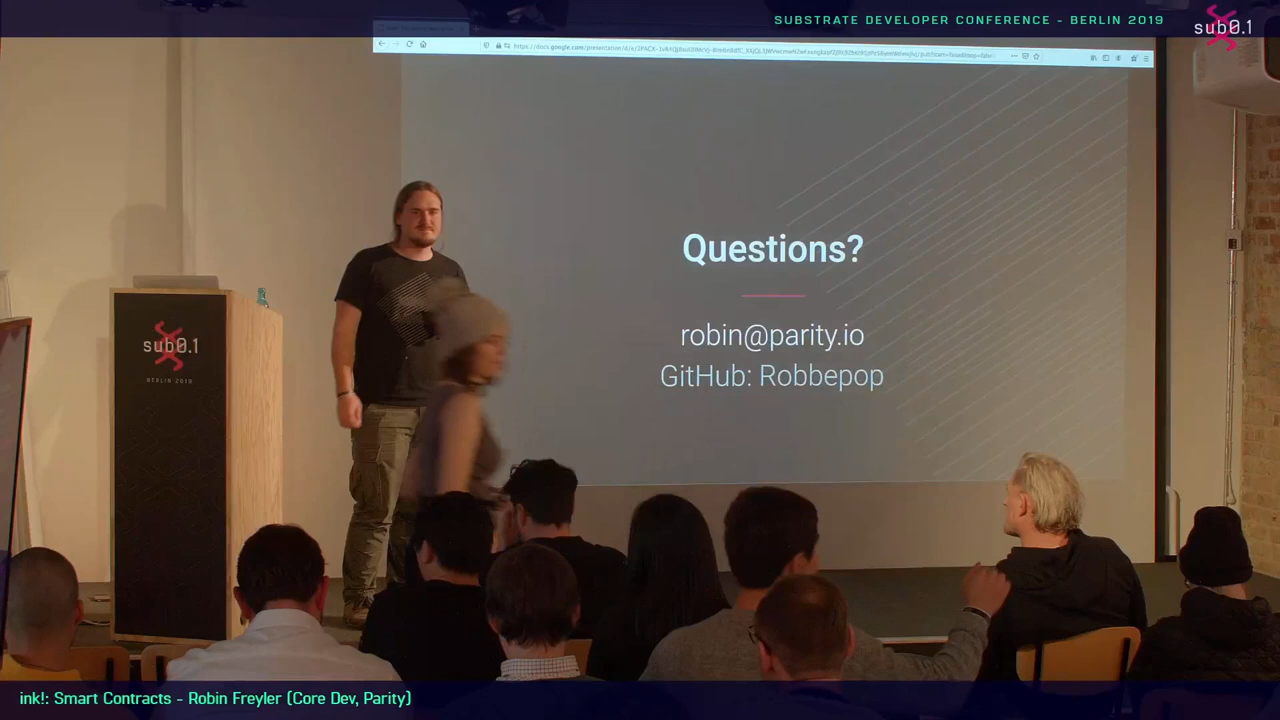 SUBSTRATE DEVELOPER CONFERENCE - BERLIN 2019
sub0.1
Questions?
robin@parity.io
GitHub: Robbepop
sub0.1
BERLIN 2019
ink!: Smart Contracts - Robin Freyler (Core Dev, Parity)